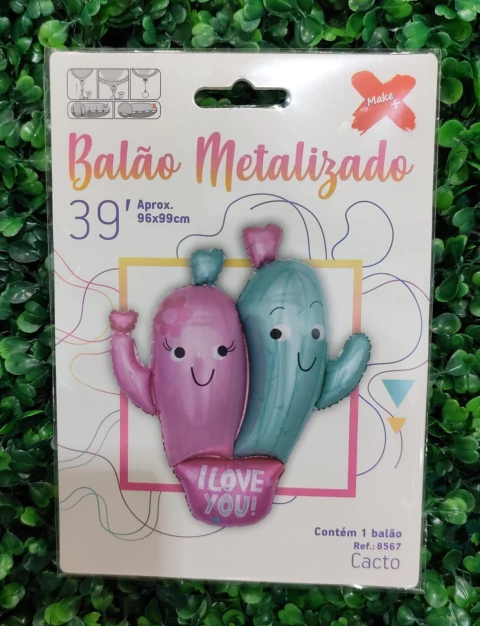 Make
+
Balão Metalizado
39'
Aprox.
96x99cm
I LOVE
YOU!
Contém 1 balão
Ref.: 8567
Cacto